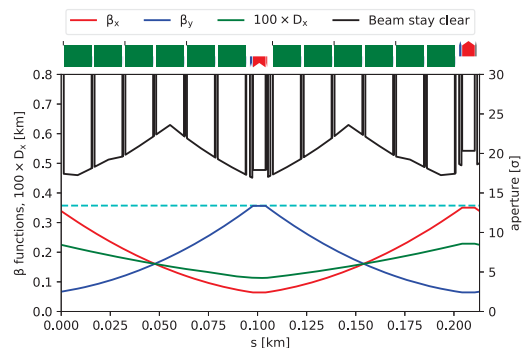 βx βy 100 × Dx Beam stay clear
0.8 30
0.7 25
0.6
0.5 20
0.4 15
0.3 10
0.2
0.1 5
0.0 0
0.000 0.025 0.050 0.075 0.100 0.125 0.150 0.175 0.200
s [km]
β functions, 100 × Dx [km]
aperture [σ]